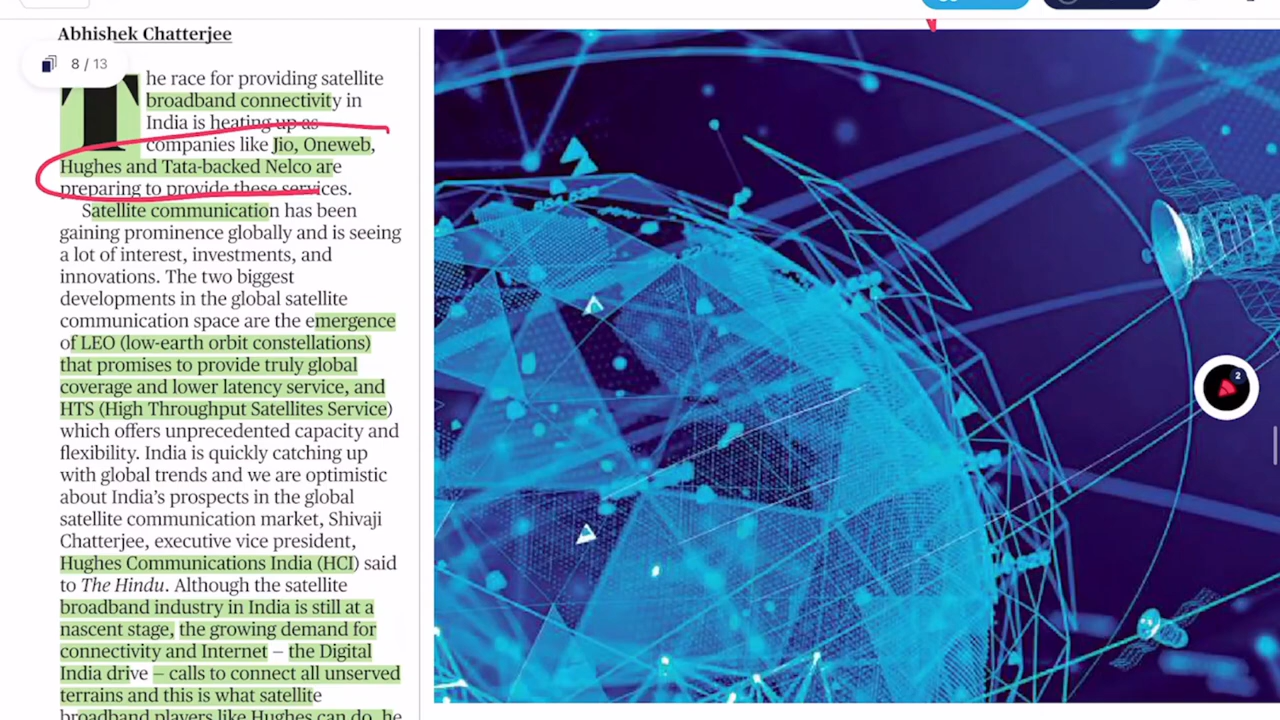 Abhishek Chatterjee
8 / 13
The race for providing satellite
broadband connectivity in
India is heating up as
companies like Jio, Oneweb,
Hughes and Tata-backed Nelco are
preparing to provide these services.
Satellite communication has been
gaining prominence globally and is seeing
a lot of interest, investments, and
innovations. The two biggest
developments in the global satellite
communication space are the emergence
of LEO (low-earth orbit constellations)
that promises to provide truly global
coverage and lower latency service, and
HTS (High Throughput Satellites Service)
which offers unprecedented capacity and
flexibility. India is quickly catching up
with global trends and we are optimistic
about India's prospects in the global
satellite communication market, Shivaji
Chatterjee, executive vice president,
Hughes Communications India (HCI) said
to The Hindu. Although the satellite
broadband industry in India is still at a
nascent stage, the growing demand for
connectivity and Internet – the Digital
India drive – calls to connect all unserved
terrains and this is what satellite
broadband players like Hughes can do, he
2